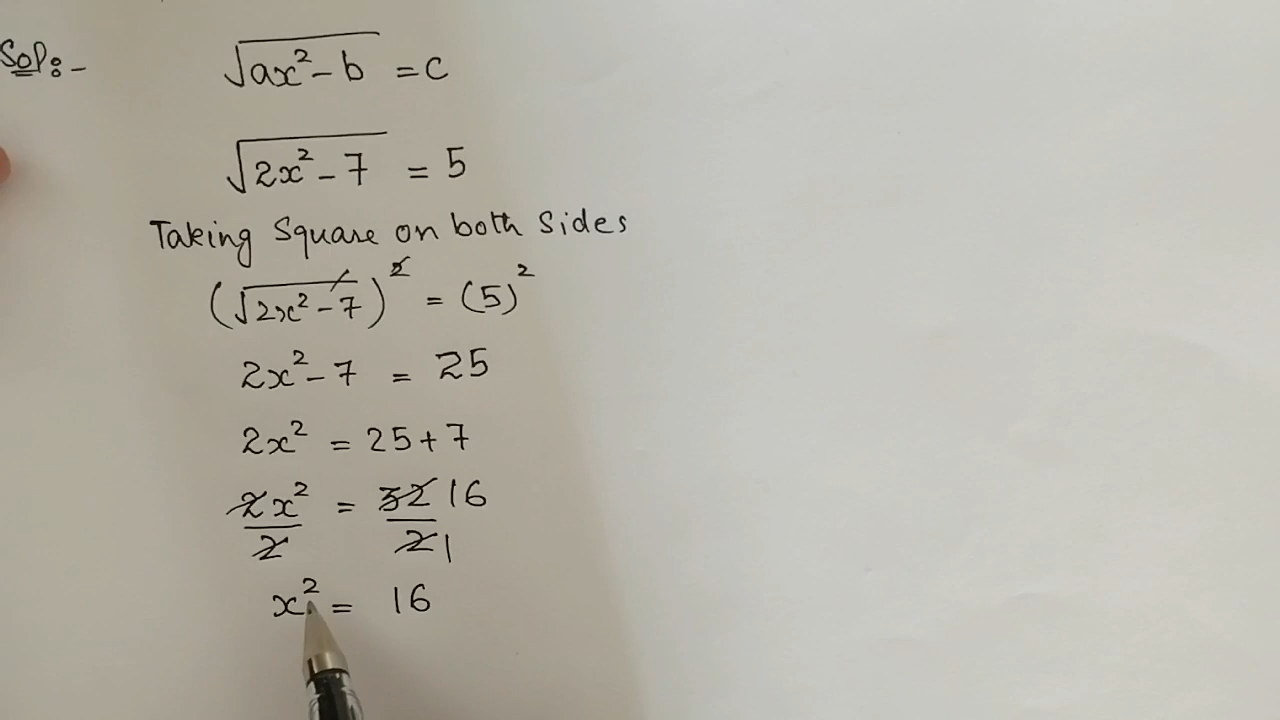 Sol:-
√(ax²-b) = c
√(2x²-7) = 5
Taking Square on both Sides
(√(2x²-7))² = (5)²
2x²-7 = 25
2x² = 25+7
2x²/2 = 32/2 16 1
x² = 16